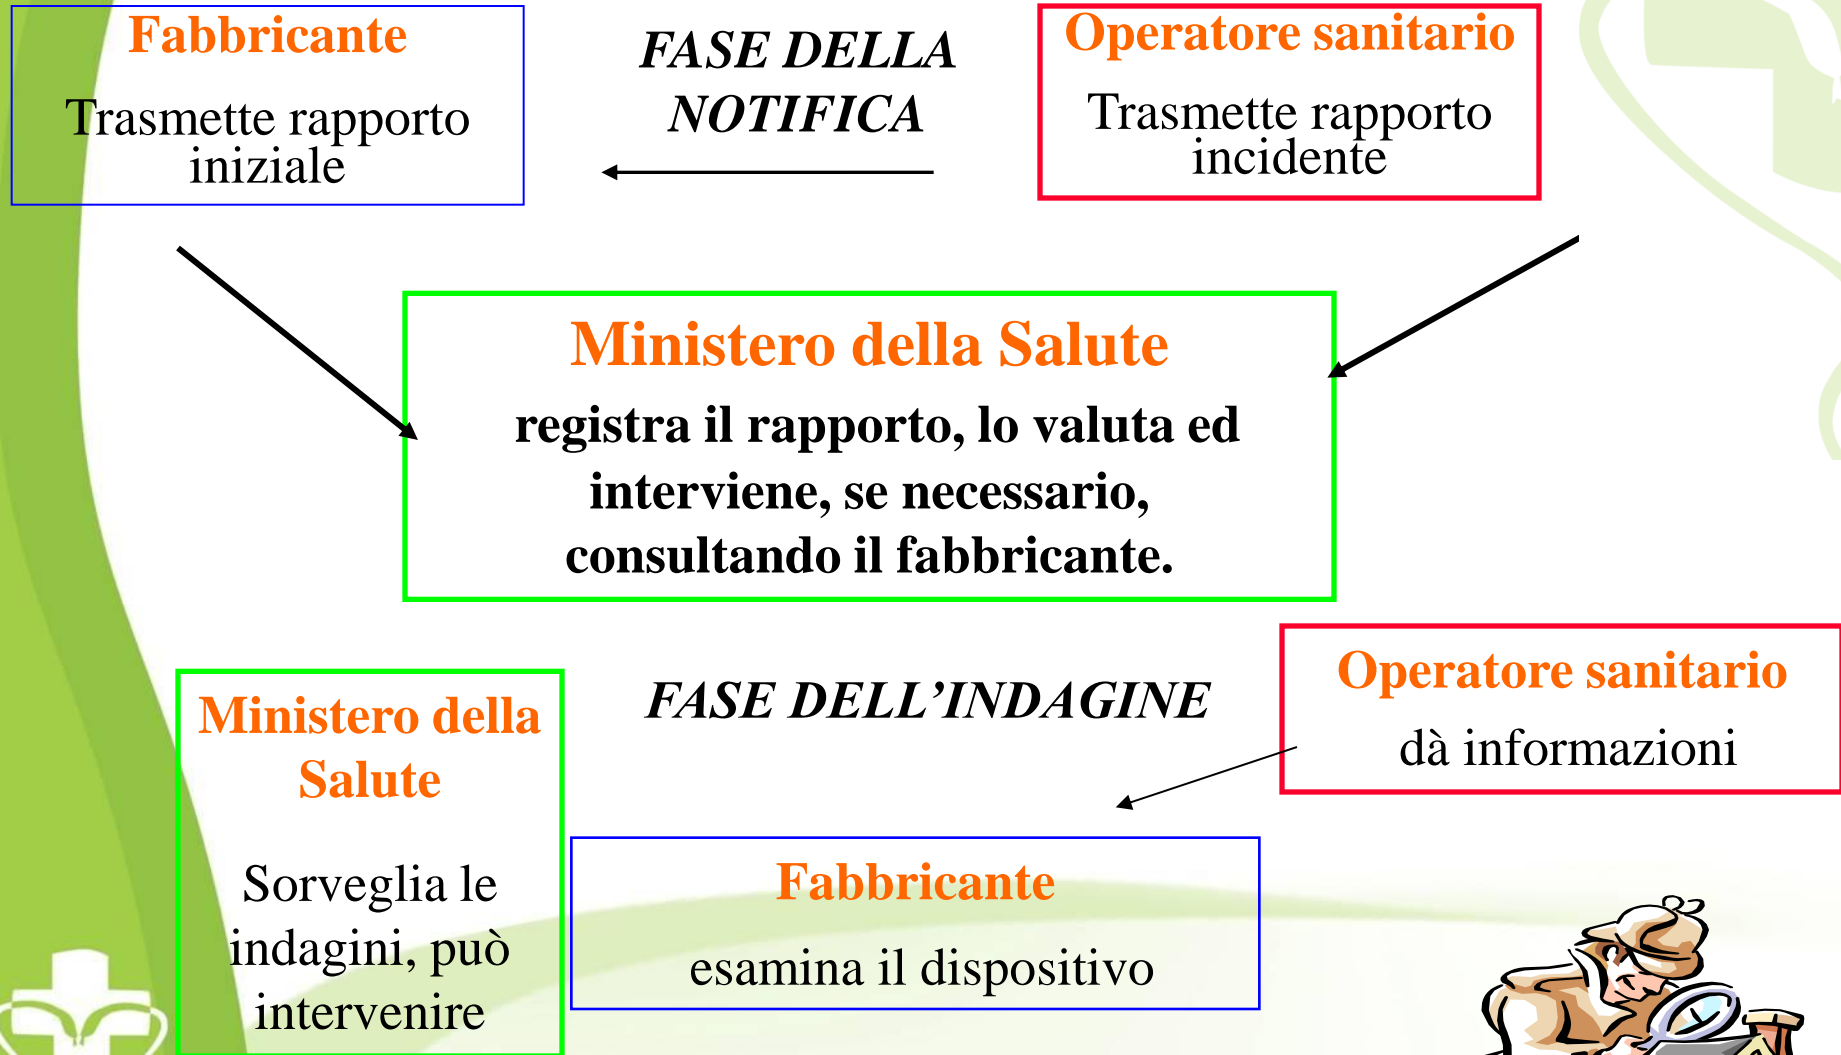 Fabbricante
Trasmette rapporto
iniziale
FASE DELLA
NOTIFICA
Operatore sanitario
Trasmette rapporto
incidente
Ministero della Salute
registra il rapporto, lo valuta ed
interviene, se necessario,
consultando il fabbricante.
FASE DELL’INDAGINE
Operatore sanitario
dà informazioni
Ministero della
Salute
Sorveglia le
indagini, può
intervenire
Fabbricante
esamina il dispositivo